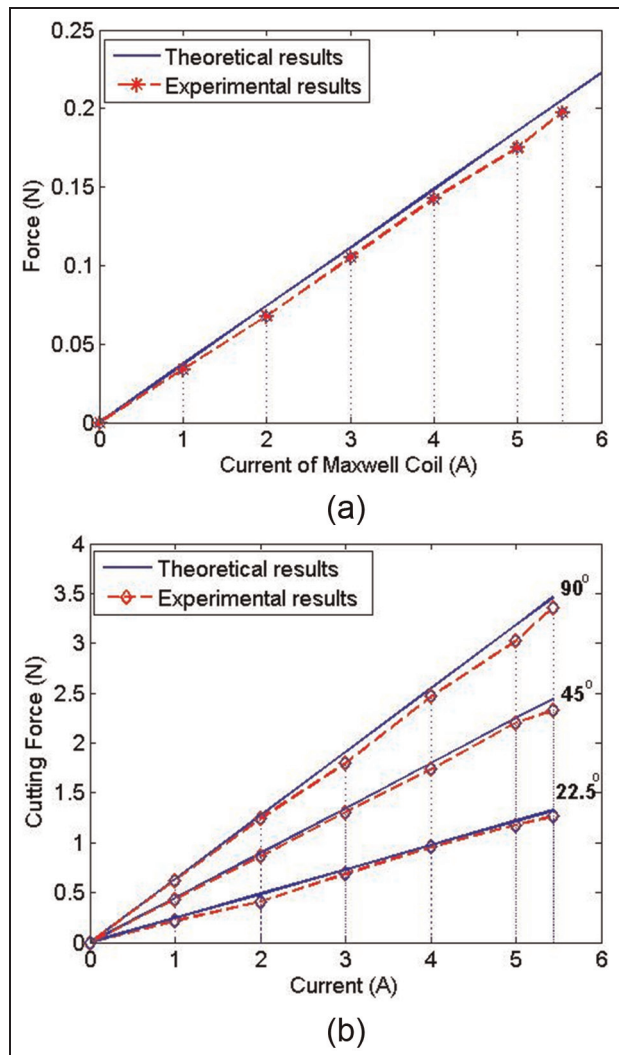 0.25
0.2
0.15
0.1
0.05
0
Force (N)
Theoretical results
Experimental results
0 1 2 3 4 5 6
Current of Maxwell Coil (A)
(a)
4
3.5
3
2.5
2
1.5
1
0.5
0
Cutting Force (N)
Theoretical results
Experimental results
90°
45°
22.5°
0 1 2 3 4 5 6
Current (A)
(b)